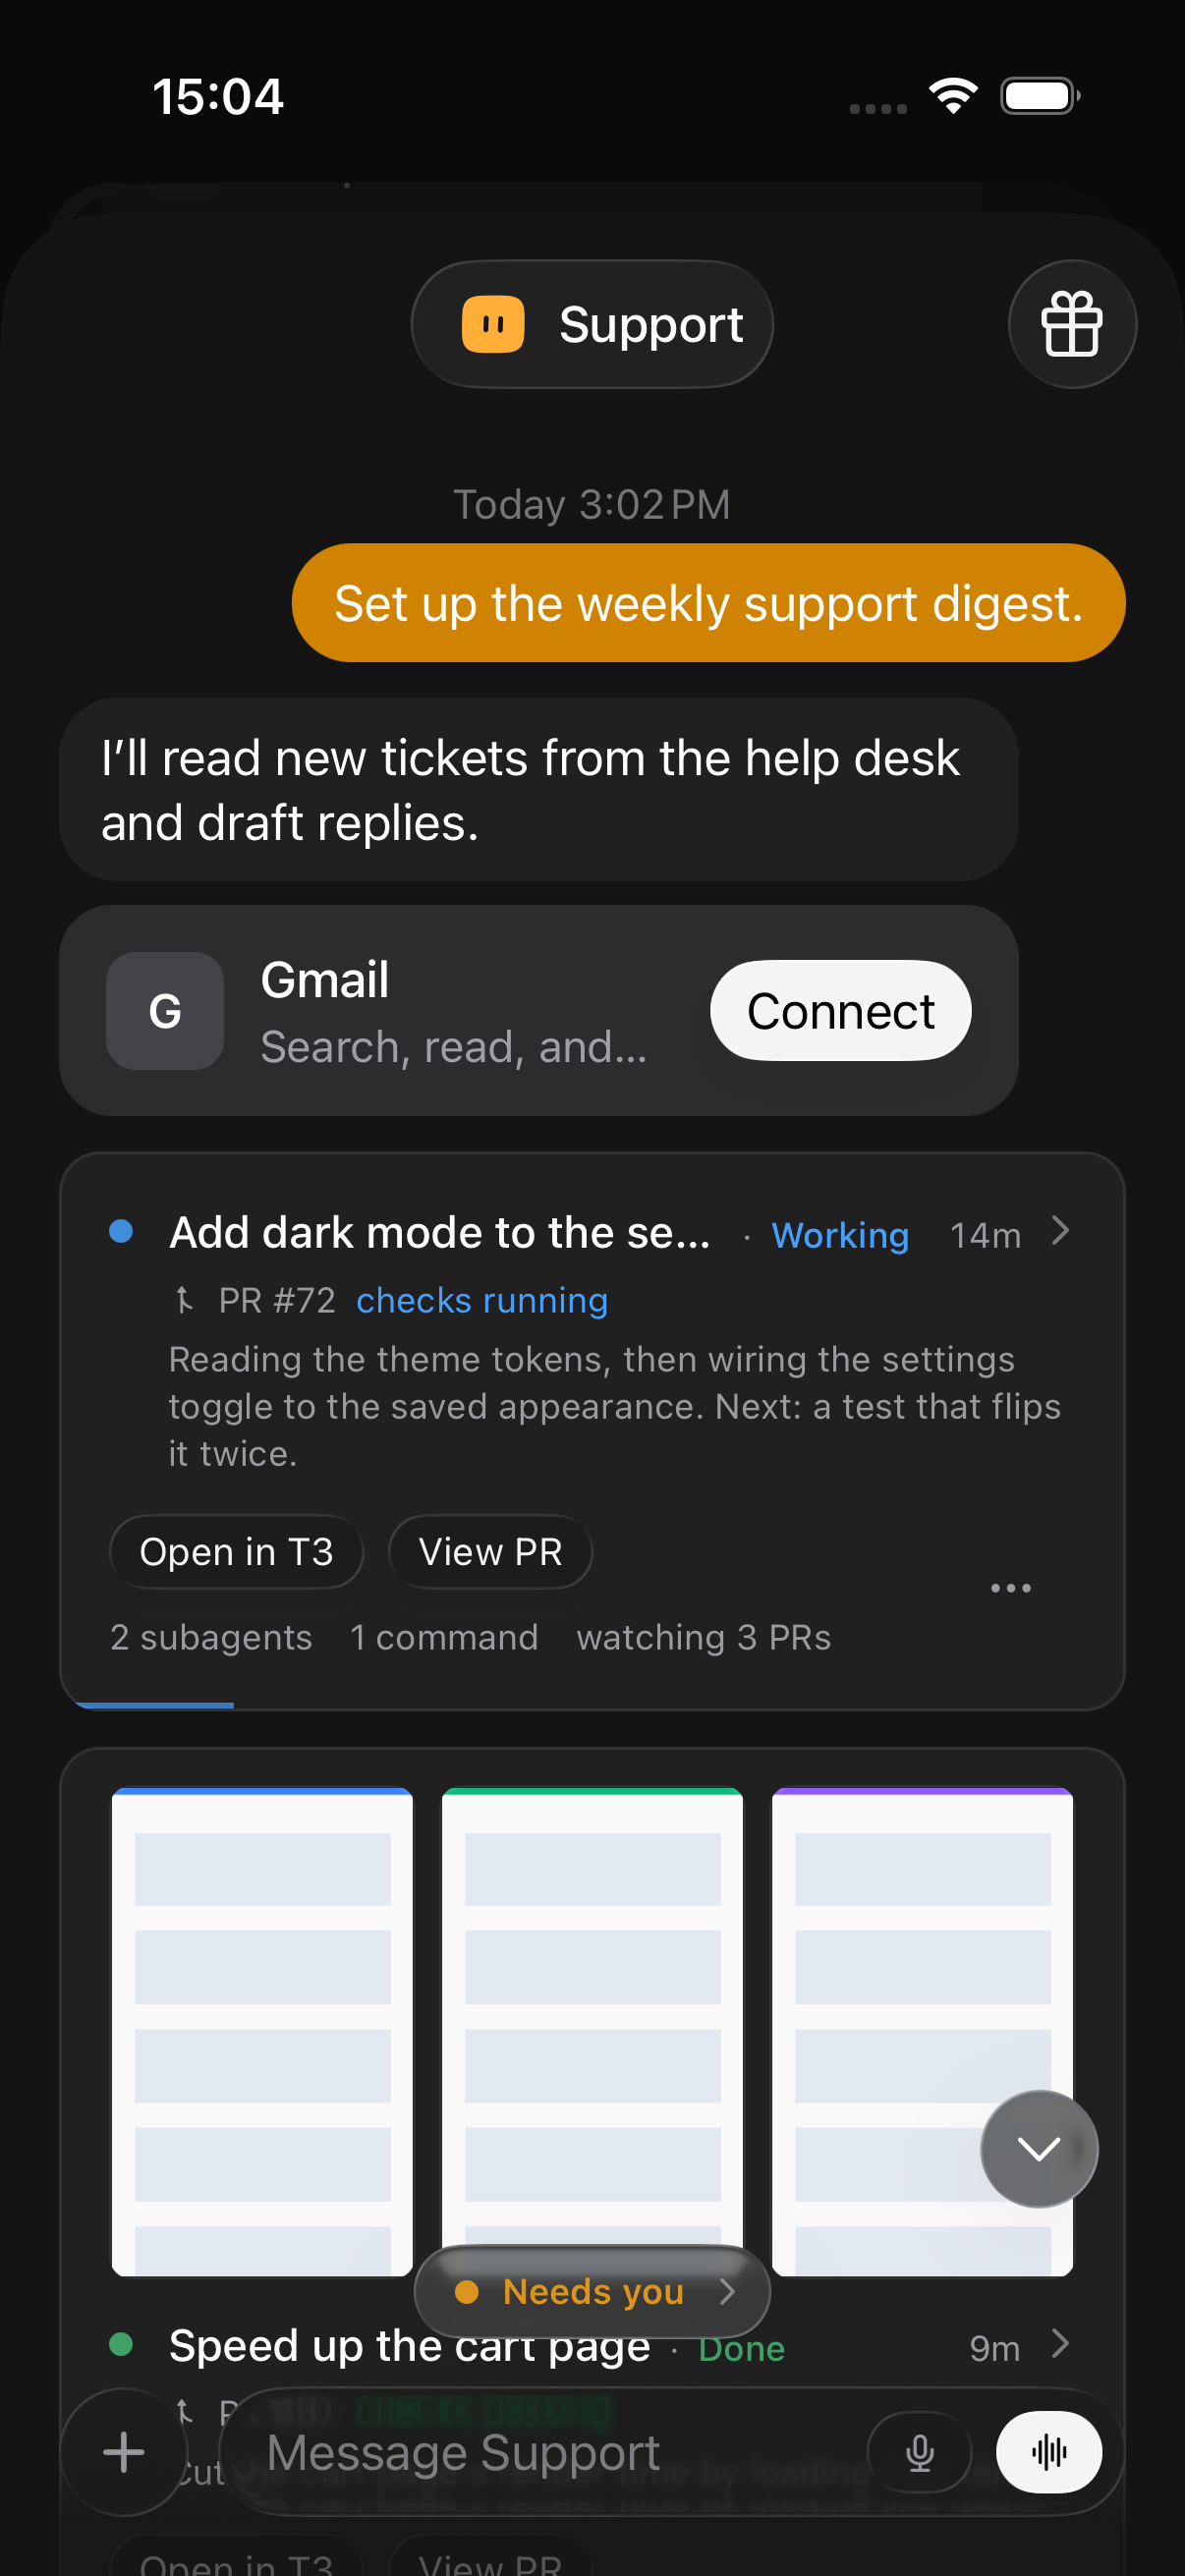 15:04
Support
Today 3:02 PM
Set up the weekly support digest.
I’ll read new tickets from the help desk
and draft replies.
G
Gmail
Search, read, and...
Connect
Add dark mode to the se... · Working 14m
PR #72 checks running
Reading the theme tokens, then wiring the settings
toggle to the saved appearance. Next: a test that flips
it twice.
Open in T3 View PR
2 subagents 1 command watching 3 PRs
Needs you
Speed up the cart page · Done 9m
Message Support
Open in T3 View PR